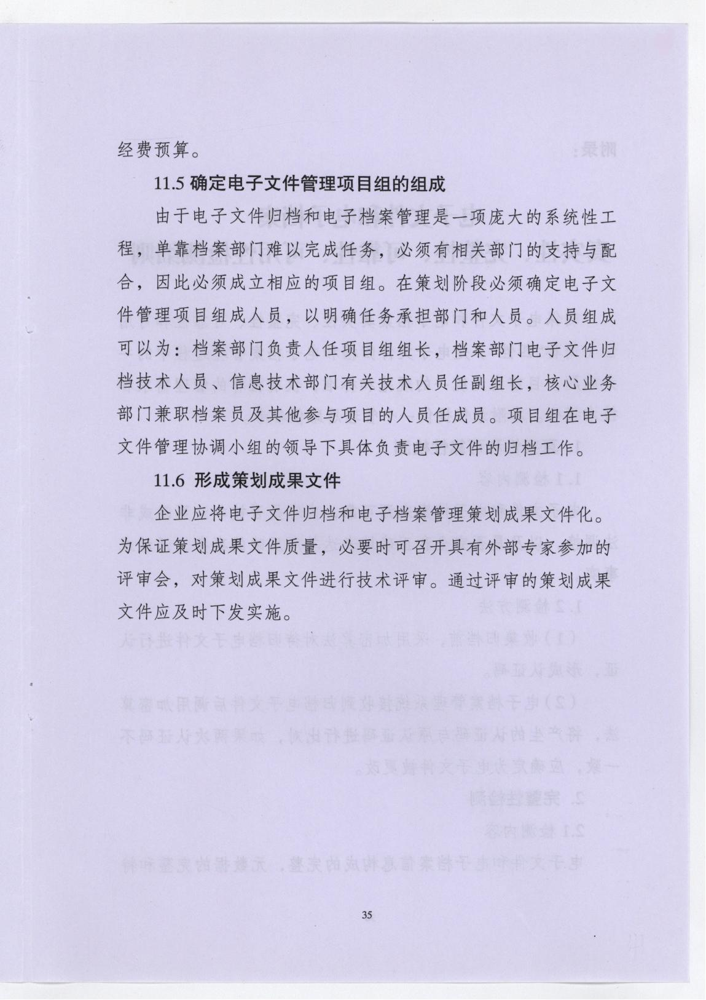 经费预算。
11.5 确定电子文件管理项目组的组成
由于电子文件归档和电子档案管理是一项庞大的系统性工
程，单靠档案部门难以完成任务，必须有相关部门的支持与配
合，因此必须成立相应的项目组。在策划阶段必须确定电子文
件管理项目组成人员，以明确任务承担部门和人员。人员组成
可以为：档案部门负责人任项目组组长，档案部门电子文件归
档技术人员、信息技术部门有关技术人员任副组长，核心业务
部门兼职档案员及其他参与项目的人员任成员。项目组在电子
文件管理协调小组的领导下具体负责电子文件的归档工作。
11.6 形成策划成果文件
企业应将电子文件归档和电子档案管理策划成果文件化。
为保证策划成果文件质量，必要时可召开具有外部专家参加的
评审会，对策划成果文件进行技术评审。通过评审的策划成果
文件应及时下发实施。
35